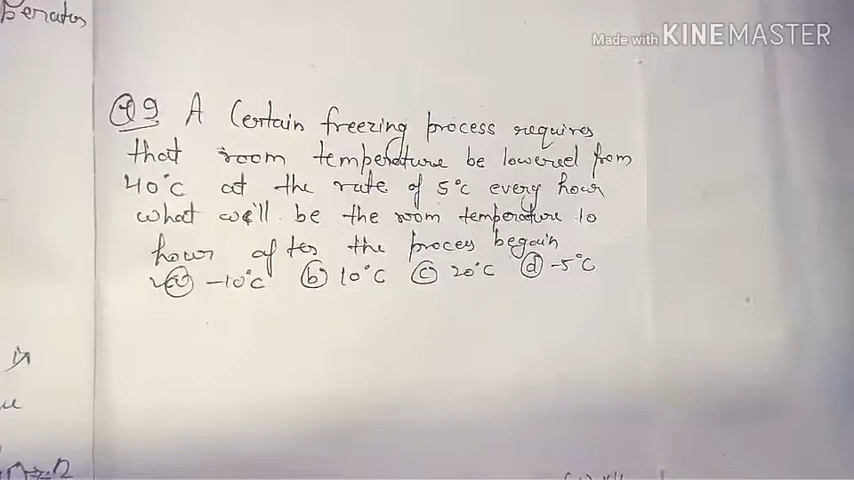 perator
Made with KINEMASTER
Q9 A Certain freezing process requires
that room temperature be lowered from
40°C at the rate of 5°C every hour
what will be the room temperature 10
hour after the process begain
(a) -10°C (b) 10°C (c) 20°C (d) -5°C